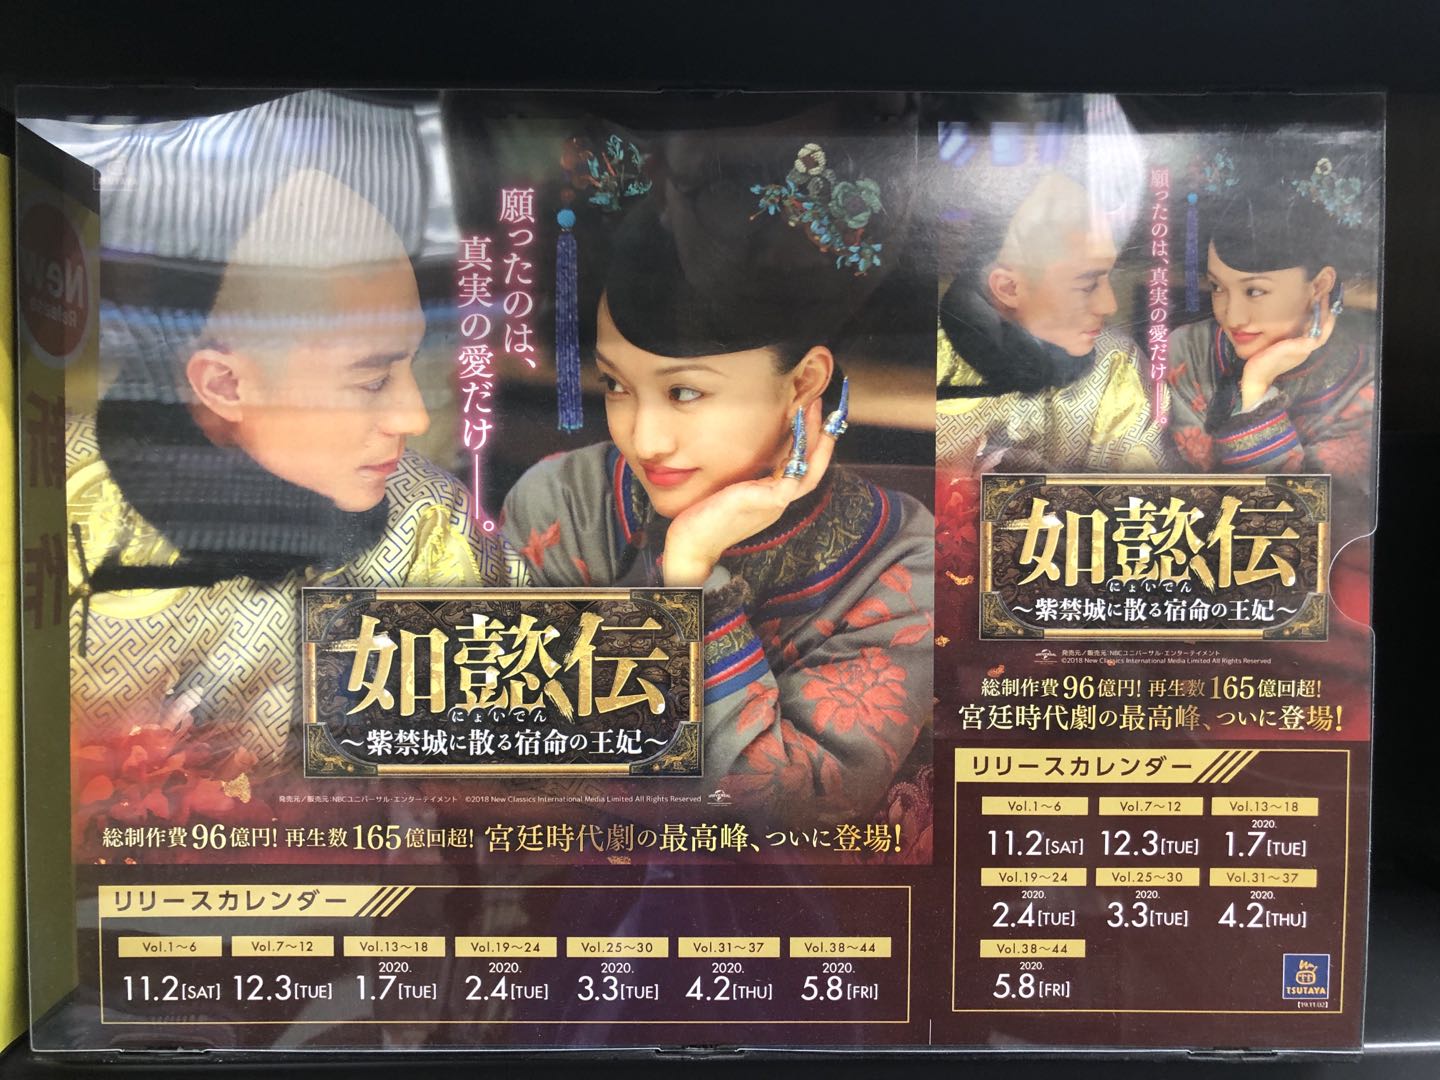 TSUTAYA
New
Release
新作
願ったのは、
真実の愛だけ──。
如懿伝
にょいでん
～紫禁城に散る宿命の王妃～
発売元/販売元:NBCユニバーサル・エンターテイメント ©2018 New Classics International Media Limited All Rights Reserved
UNIVERSAL
総制作費96億円! 再生数165億回超! 宮廷時代劇の最高峰、ついに登場!
リリースカレンダー
Vol.1～6 Vol.7～12 Vol.13～18 Vol.19～24 Vol.25～30 Vol.31～37 Vol.38～44
11.2[SAT] 12.3[TUE] 2020.1.7[TUE] 2020.2.4[TUE] 2020.3.3[TUE] 2020.4.2[THU] 2020.5.8[FRI]
願ったのは、真実の愛だけ──。
如懿伝
にょいでん
～紫禁城に散る宿命の王妃～
発売元/販売元:NBCユニバーサル・エンターテイメント
©2018 New Classics International Media Limited All Rights Reserved
総制作費96億円! 再生数165億回超!
宮廷時代劇の最高峰、ついに登場!
リリースカレンダー
Vol.1～6 Vol.7～12 Vol.13～18
11.2[SAT] 12.3[TUE] 2020.1.7[TUE]
Vol.19～24 Vol.25～30 Vol.31～37
2020.2.4[TUE] 2020.3.3[TUE] 2020.4.2[THU]
Vol.38～44
2020.5.8[FRI]
TSUTAYA
[19.11.02]